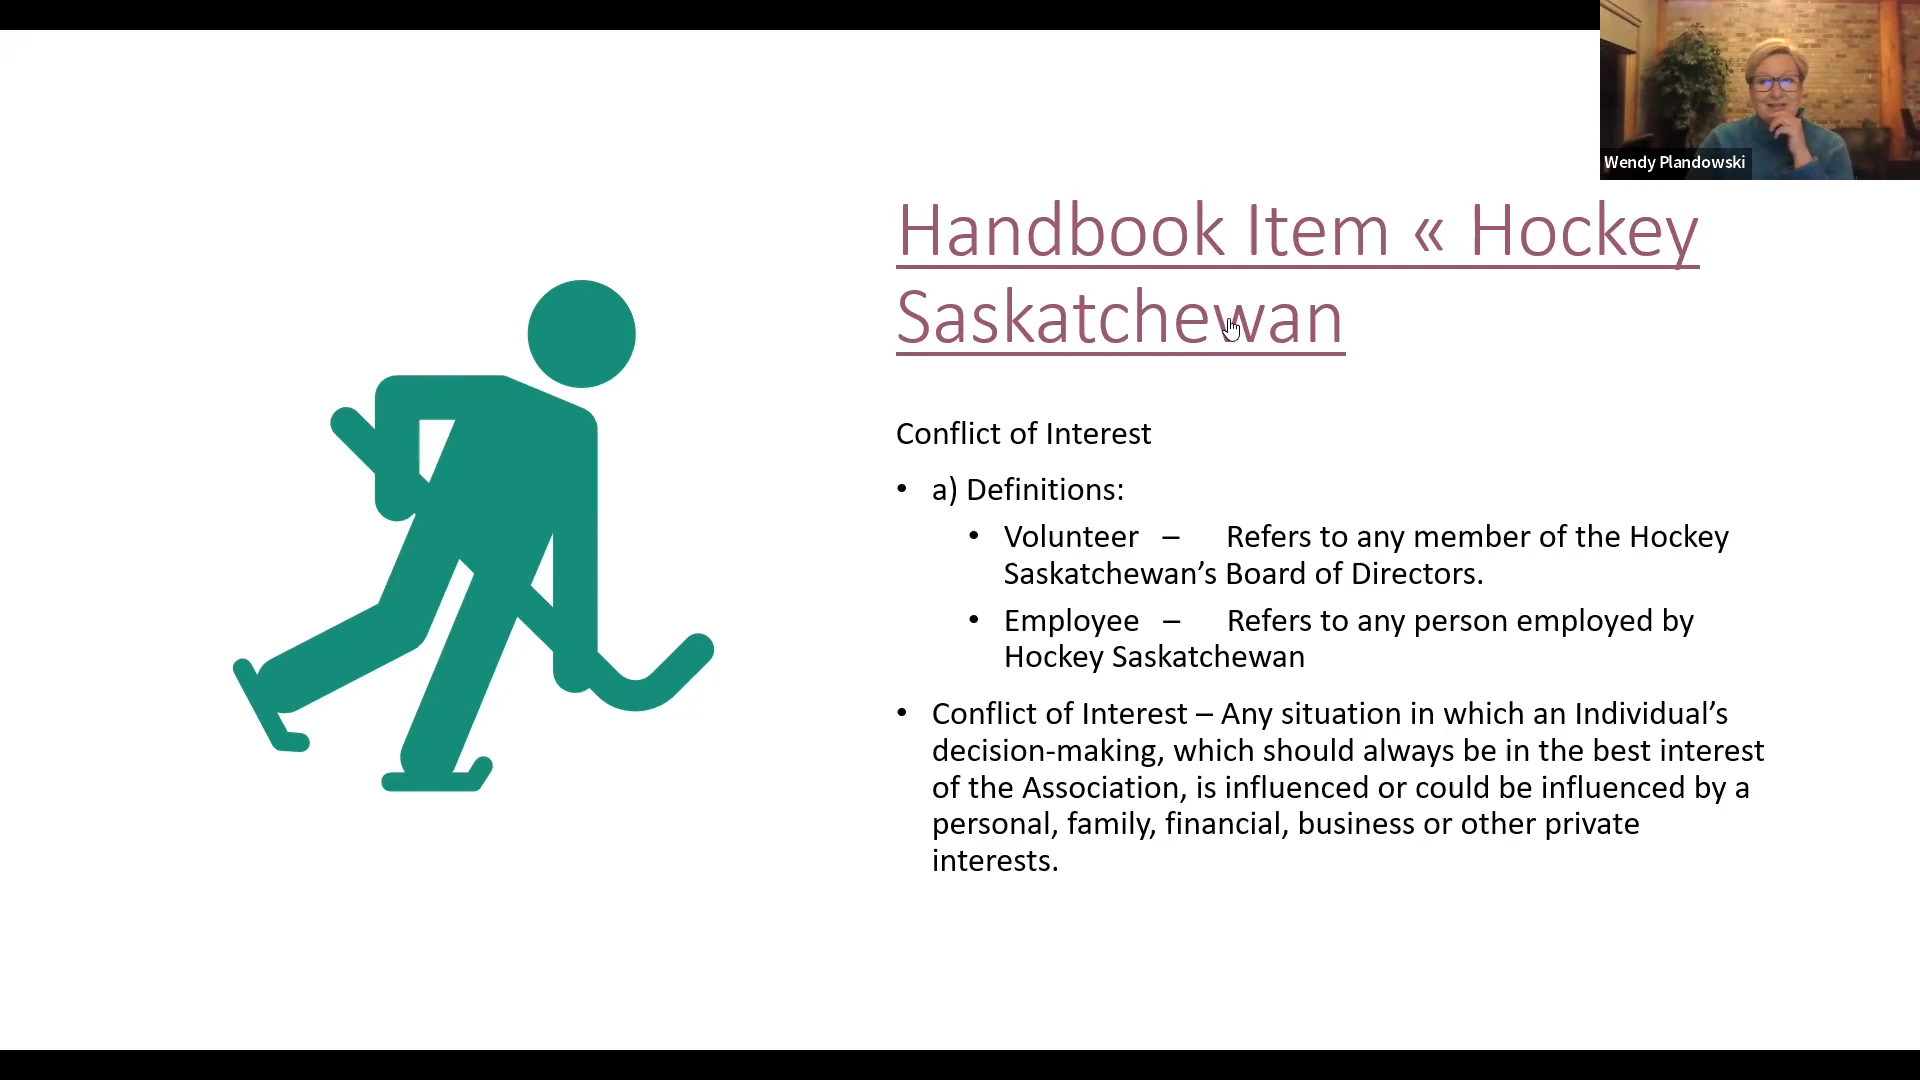 Wendy Plandowski
Handbook Item « Hockey
Saskatchewan
Conflict of Interest
• a) Definitions:
• Volunteer – Refers to any member of the Hockey
Saskatchewan’s Board of Directors.
• Employee – Refers to any person employed by
Hockey Saskatchewan
• Conflict of Interest – Any situation in which an Individual’s
decision-making, which should always be in the best interest
of the Association, is influenced or could be influenced by a
personal, family, financial, business or other private
interests.